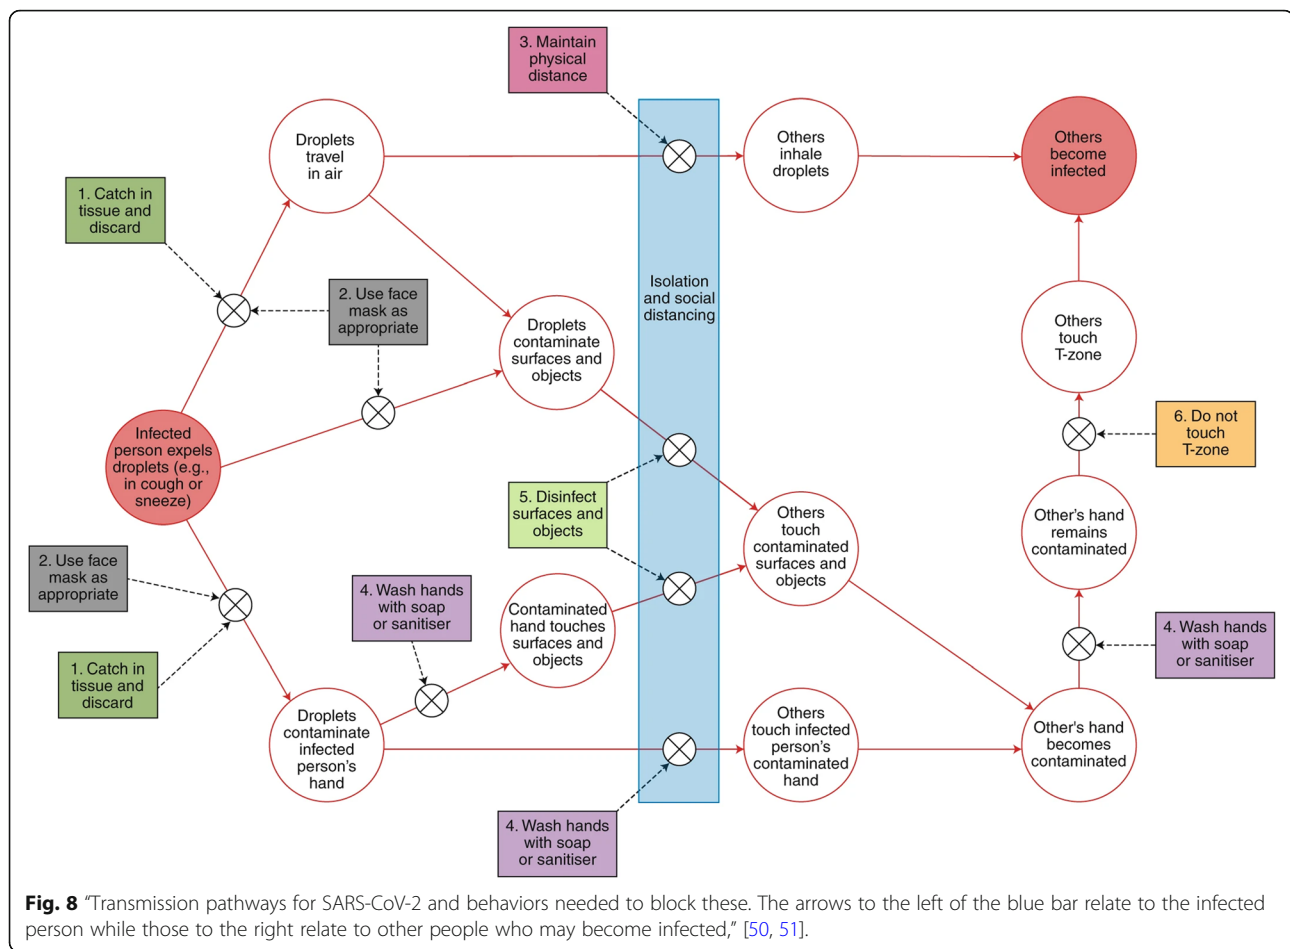 3. Maintain
physical
distance
Droplets
travel
in air
Others
inhale
droplets
Others
become
infected
1. Catch in
tissue and
discard
2. Use face
mask as
appropriate
Isolation
and social
distancing
Droplets
contaminate
surfaces and
objects
Others
touch
T-zone
Infected
person expels
droplets (e.g.,
in cough or
sneeze)
6. Do not
touch
T-zone
5. Disinfect
surfaces and
objects
Others
touch
contaminated
surfaces and
objects
Other's hand
remains
contaminated
2. Use face
mask as
appropriate
4. Wash hands
with soap
or sanitiser
Contaminated
hand touches
surfaces and
objects
4. Wash hands
with soap
or sanitiser
1. Catch in
tissue and
discard
Droplets
contaminate
infected
person's
hand
Others
touch infected
person's
contaminated
hand
Other's hand
becomes
contaminated
4. Wash hands
with soap
or sanitiser
Fig. 8 “Transmission pathways for SARS-CoV-2 and behaviors needed to block these. The arrows to the left of the blue bar relate to the infected
person while those to the right relate to other people who may become infected,” [50, 51].